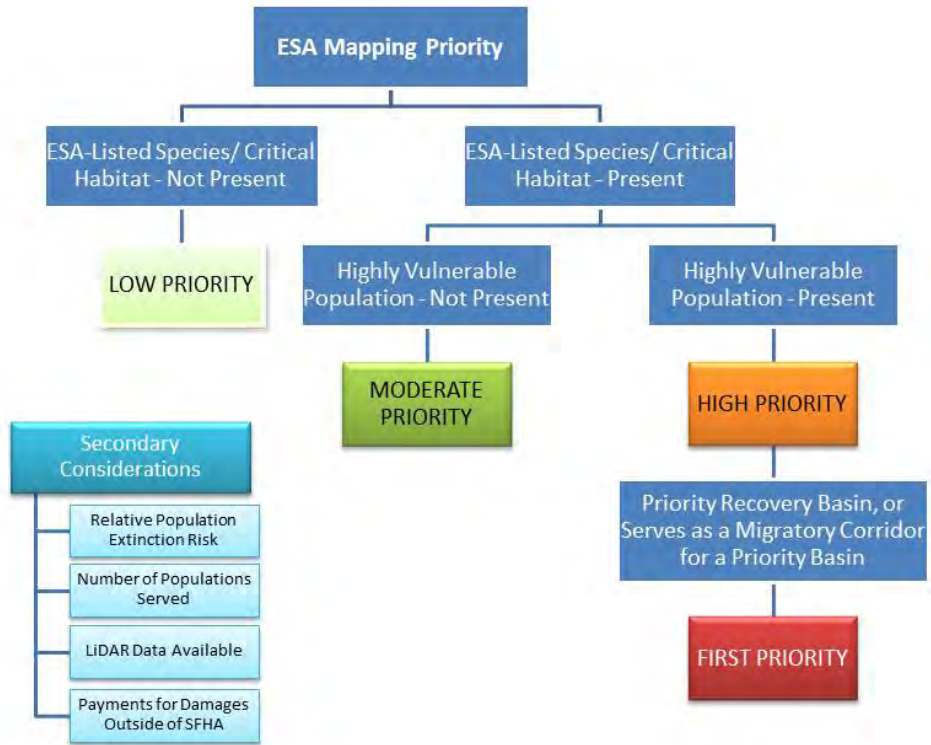 ESA Mapping Priority
ESA-Listed Species/ Critical
Habitat - Not Present
ESA-Listed Species/ Critical
Habitat - Present
LOW PRIORITY
Highly Vulnerable
Population - Not Present
Highly Vulnerable
Population - Present
MODERATE
PRIORITY
HIGH PRIORITY
Priority Recovery Basin, or
Serves as a Migratory Corridor
for a Priority Basin
FIRST PRIORITY
Secondary
Considerations
Relative Population
Extinction Risk
Number of Populations
Served
LiDAR Data Available
Payments for Damages
Outside of SFHA